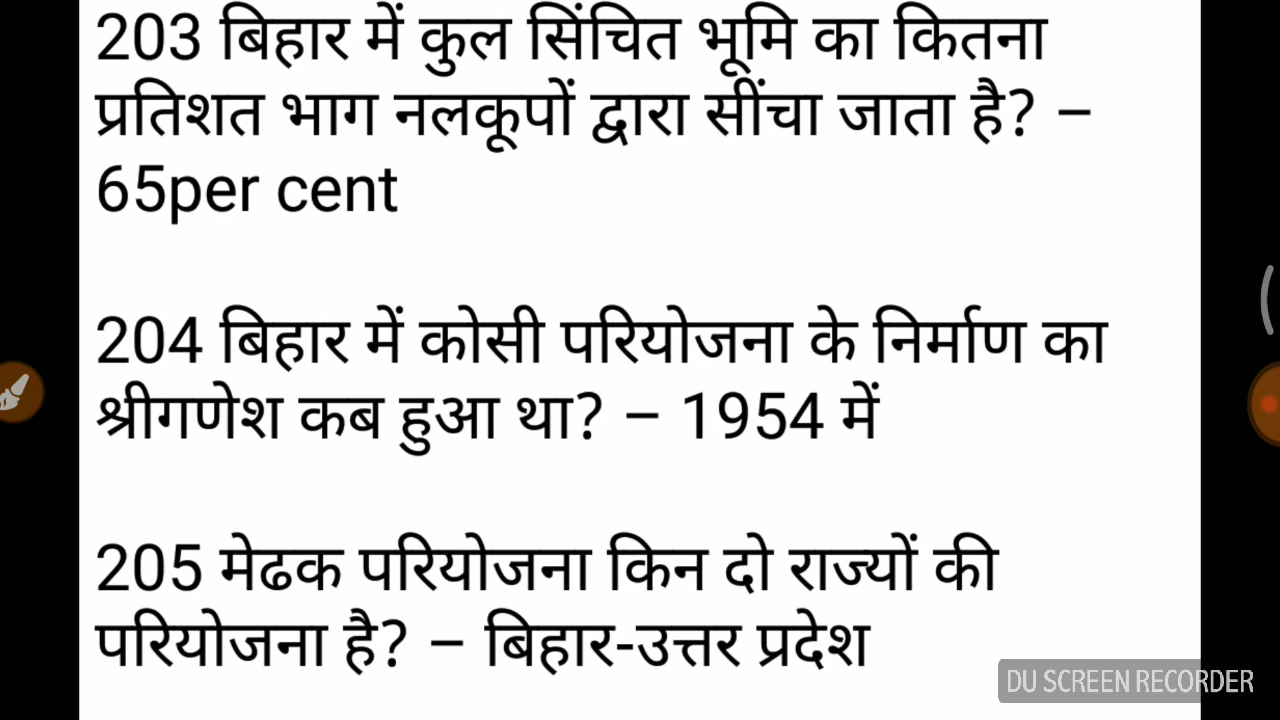 203 बिहार में कुल सिंचित भूमि का कितना
प्रतिशत भाग नलकूपों द्वारा सींचा जाता है? –
65per cent
204 बिहार में कोसी परियोजना के निर्माण का
श्रीगणेश कब हुआ था? – 1954 में
205 मेढक परियोजना किन दो राज्यों की
परियोजना है? – बिहार-उत्तर प्रदेश
DU SCREEN RECORDER